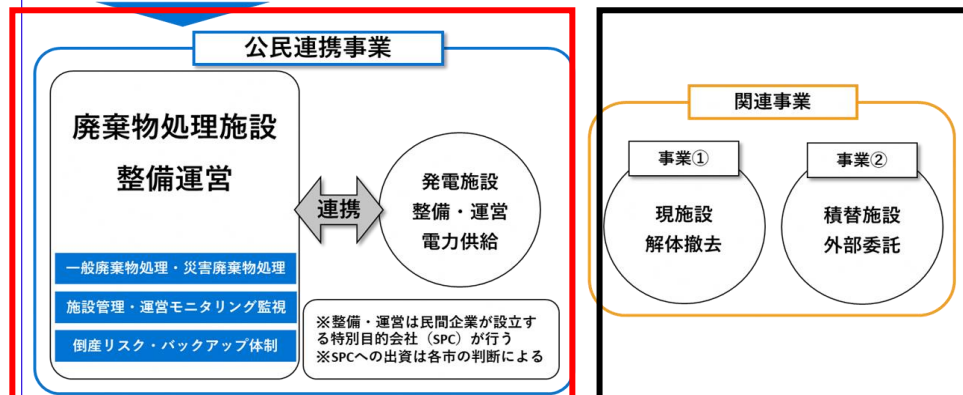 公民連携事業
廃棄物処理施設
整備運営
一般廃棄物処理・災害廃棄物処理
施設管理・運営モニタリング監視
倒産リスク・バックアップ体制
連携
発電施設
整備・運営
電力供給
※整備・運営は民間企業が設立す
る特別目的会社（SPC）が行う
※SPCへの出資は各市の判断による
関連事業
事業①
現施設
解体撤去
事業②
積替施設
外部委託